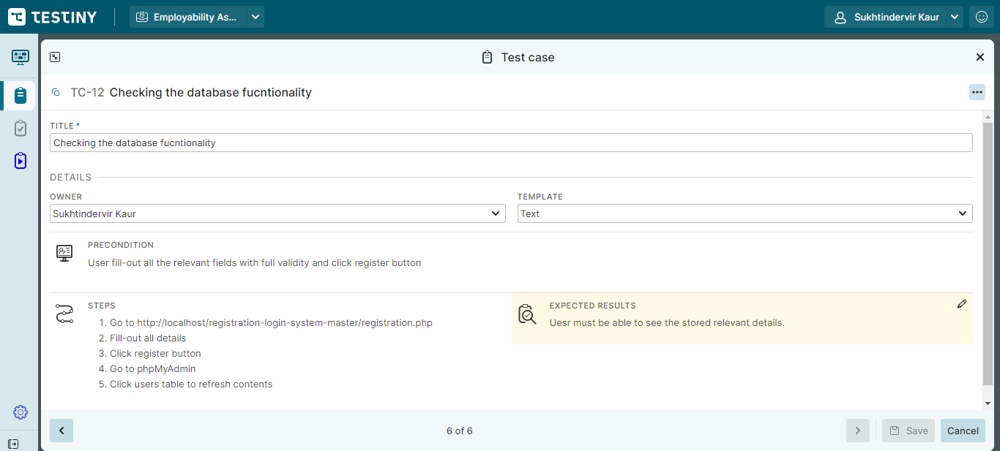 TESTINY
Employability As...
Sukhtindervir Kaur
Test case
TC-12 Checking the database fucntionality
TITLE *
Checking the database fucntionality
DETAILS
OWNER
TEMPLATE
Sukhtindervir Kaur
Text
PRECONDITION
User fill-out all the relevant fields with full validity and click register button
STEPS
1. Go to http://localhost/registration-login-system-master/registration.php
2. Fill-out all details
3. Click register button
4. Go to phpMyAdmin
5. Click users table to refresh contents
EXPECTED RESULTS
Uesr must be able to see the stored relevant details.
6 of 6
Save
Cancel